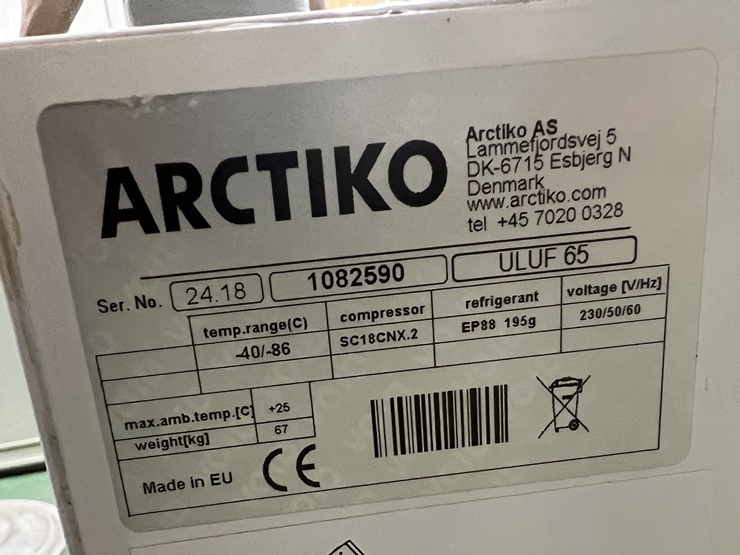 ARCTIKO
Arctiko AS
Lammefjordsvej 5
DK-6715 Esbjerg N
Denmark
www.arctiko.com
tel +45 7020 0328
Ser. No. 24.18 1082590 ULUF 65
temp.range(C) compressor refrigerant voltage [V/Hz]
-40/-86 SC18CNX.2 EP88 195g 230/50/60
max.amb.temp.[C] +25
weight[kg] 67
Made in EU CE